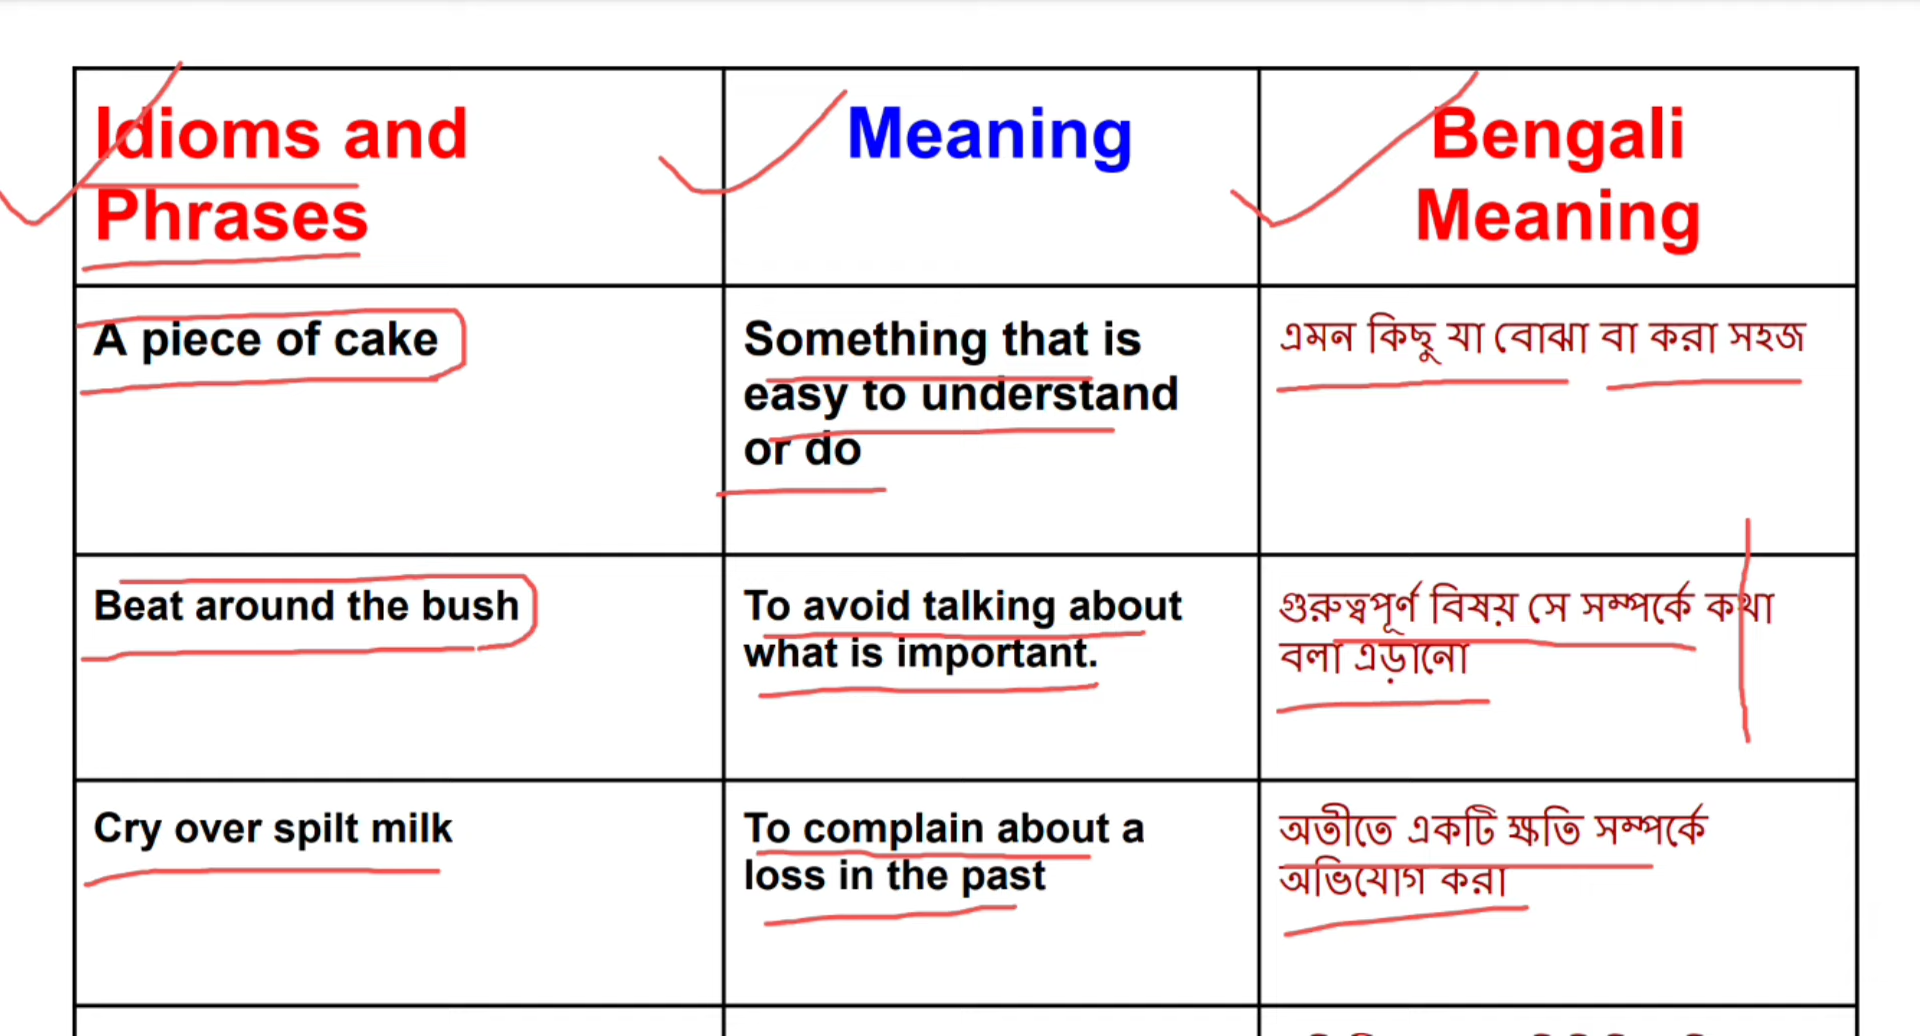 Idioms and
Phrases
Meaning
Bengali
Meaning
A piece of cake
Something that is
easy to understand
or do
এমন কিছু যা বোঝা বা করা সহজ
Beat around the bush
To avoid talking about
what is important.
গুরুত্বপূর্ণ বিষয় সে সম্পর্কে কথা
বলা এড়ানো
Cry over spilt milk
To complain about a
loss in the past
অতীতে একটি ক্ষতি সম্পর্কে
অভিযোগ করা